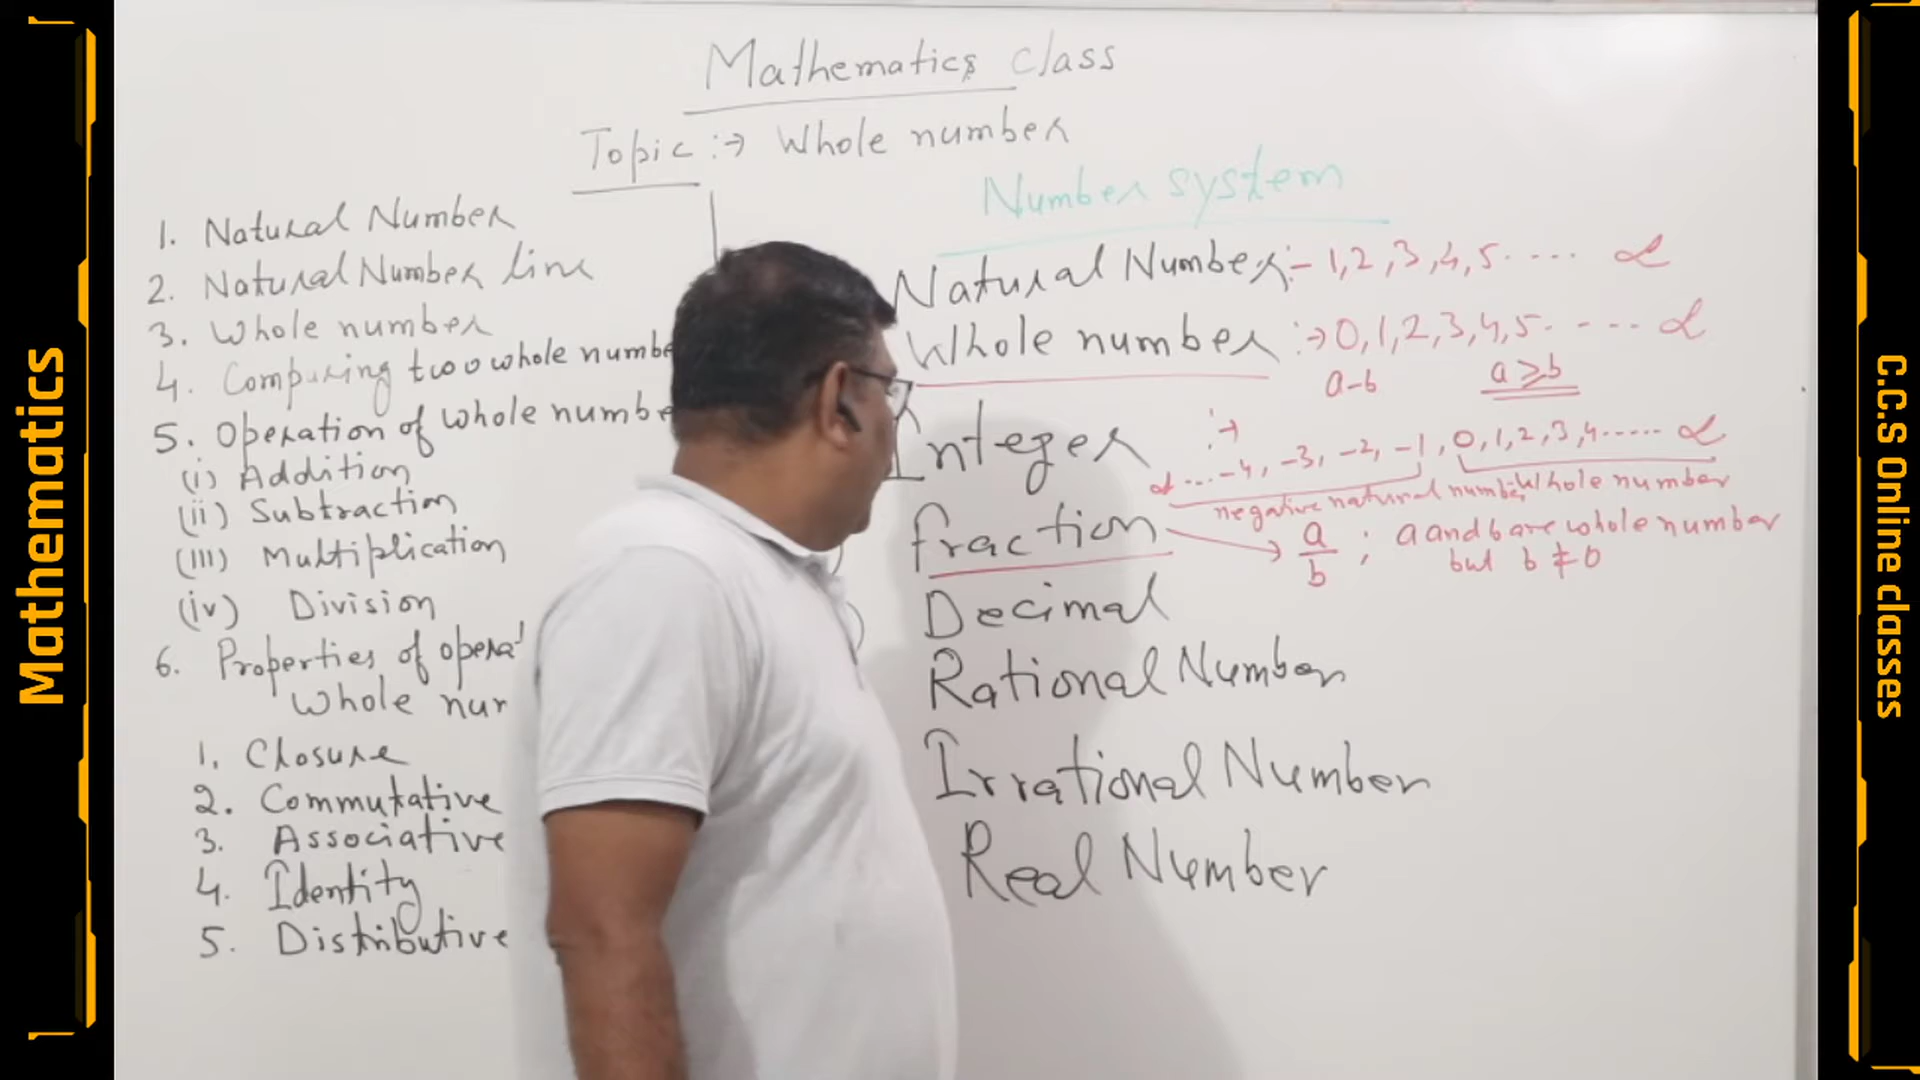 Mathematics class
Topic :→ Whole number
1. Natural Number
2. Natural Number line
3. Whole number
4. Compuring two whole numbe
5. Operation of whole numbe
(i) Addition
(ii) Subtraction
(iii) Multiplication
(iv) Division
6. Properties of operat
Whole nur
1. Closure
2. Commutative
3. Associative
4. Identity
5. Distributive
Number system
Natural Number:- 1,2,3,4,5..... ∝
Whole number :→ 0,1,2,3,4,5..... ∝
a-b a≥b
Integer :→ ∝....-4, -3, -2, -1, 0,1,2,3,4..... ∝
negative natural number Whole number
fraction → a/b ; a and b are whole number
but b ≠ 0
Decimal
Rational Number
Irrational Number
Real Number
Mathematics
C.C.S Online classes